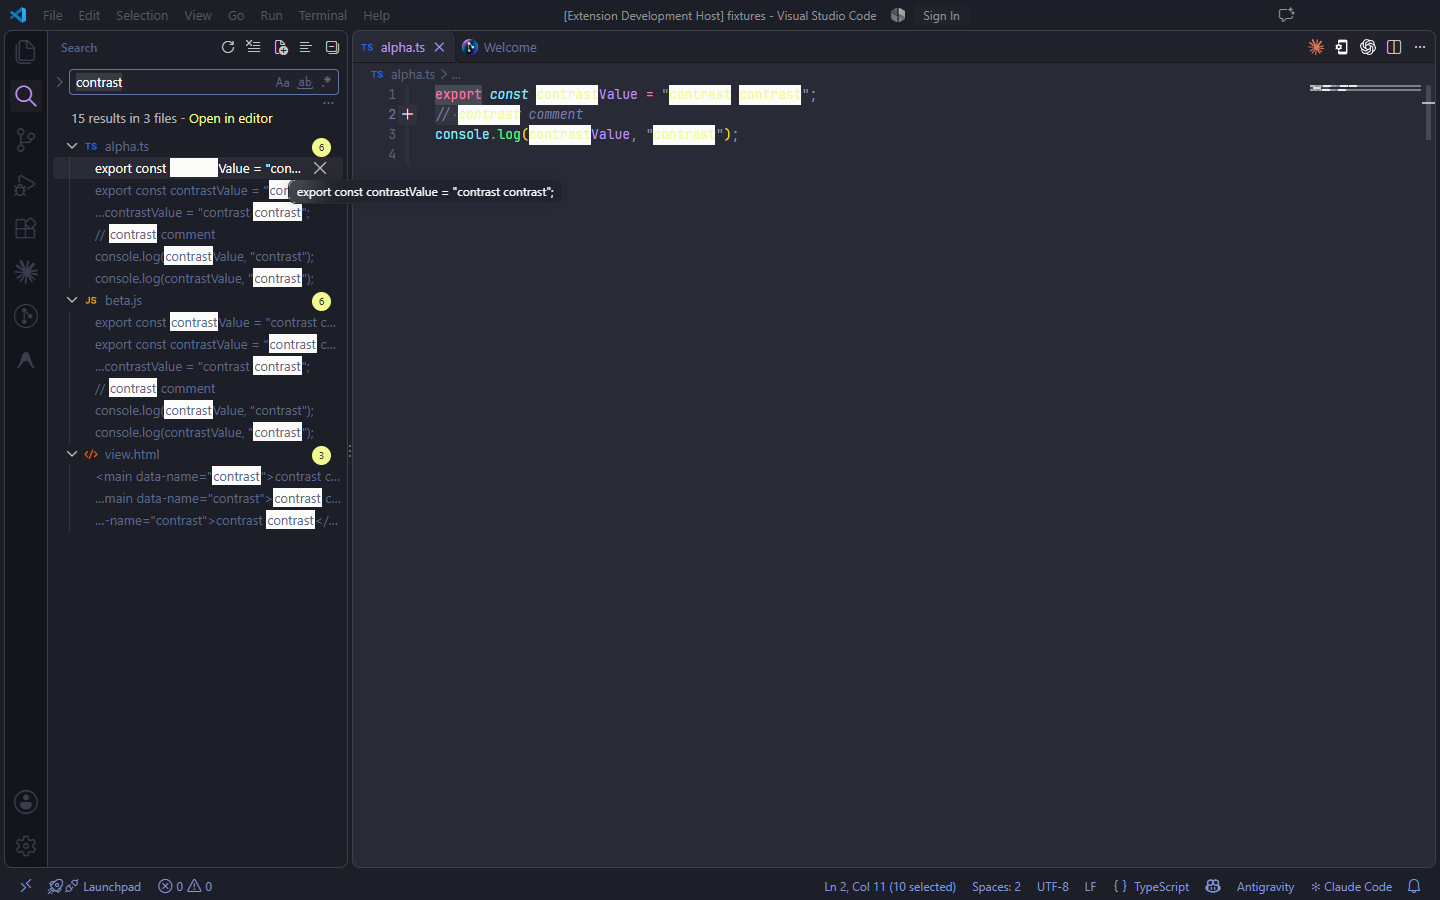 File Edit Selection View Go Run Terminal Help
[Extension Development Host] fixtures - Visual Studio Code
Sign In
Search
contrast
Aa ab .*
15 results in 3 files - Open in editor
TS alpha.ts 6
export const Value = "con...
export const contrastValue = "cor
...contrastValue = "contrast contrast";
// contrast comment
console.log(contrastValue, "contrast");
console.log(contrastValue, "contrast");
JS beta.js 6
export const contrastValue = "contrast c...
export const contrastValue = "contrast c...
...contrastValue = "contrast contrast";
// contrast comment
console.log(contrastValue, "contrast");
console.log(contrastValue, "contrast");
view.html 3
<main data-name="contrast">contrast c...
...main data-name="contrast">contrast c...
...-name="contrast">contrast contrast</...
TS alpha.ts
Welcome
TS alpha.ts > ...
1 export const contrastValue = "contrast contrast";
2 // contrast comment
3 console.log(contrastValue, "contrast");
4
export const contrastValue = "contrast contrast";
Launchpad 0 0
Ln 2, Col 11 (10 selected) Spaces: 2 UTF-8 LF { } TypeScript Antigravity Claude Code